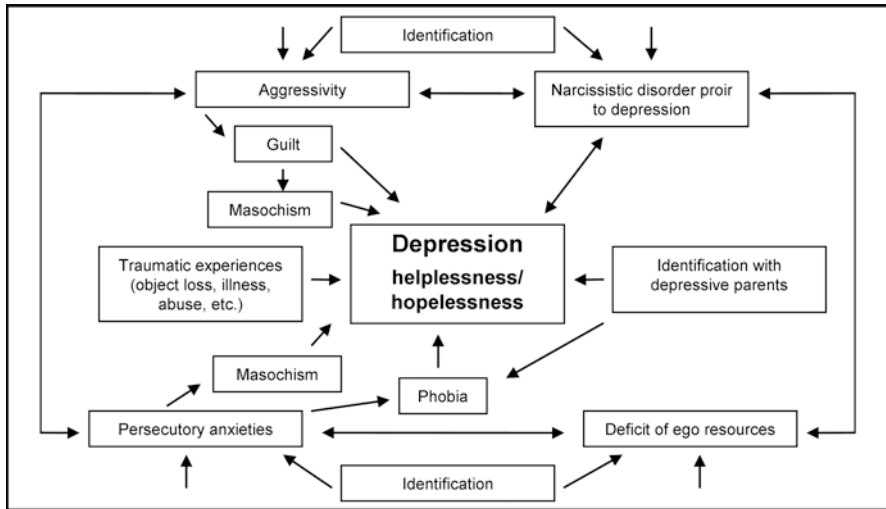 Identification
Aggressivity
Narcissistic disorder proir
to depression
Guilt
Masochism
Depression
helplessness/
hopelessness
Traumatic experiences
(object loss, illness,
abuse, etc.)
Identification with
depressive parents
Masochism
Phobia
Persecutory anxieties
Deficit of ego resources
Identification